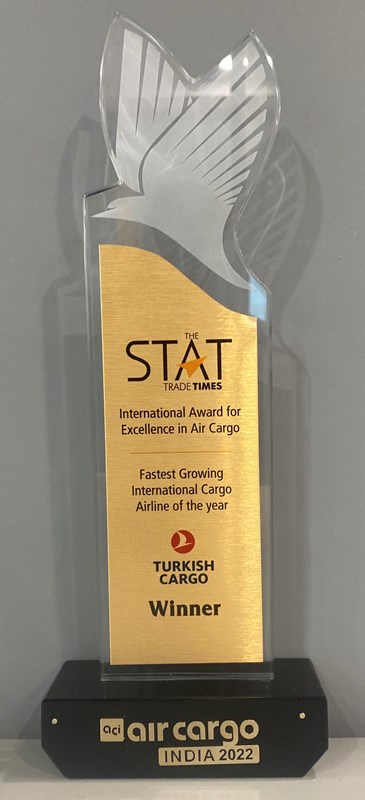 THE
STAT
TRADE TIMES
International Award for
Excellence in Air Cargo
Fastest Growing
International Cargo
Airline of the year
TURKISH
CARGO
Winner
aci air cargo
INDIA 2022